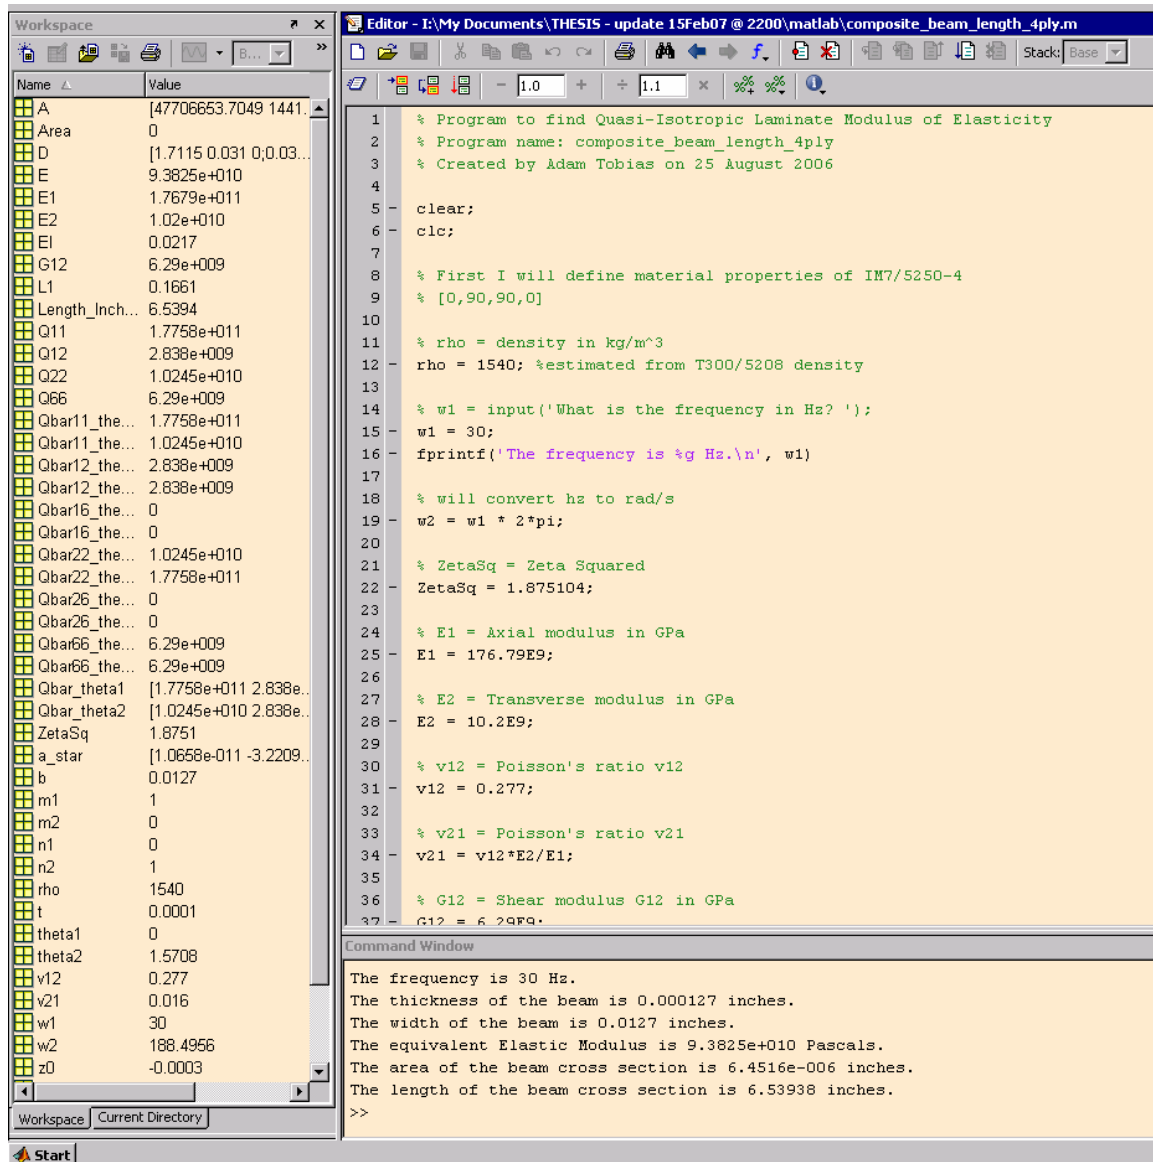 Workspace
B...
»
Name
Value
A [47706653.7049 1441.
Area 0
D [1.7115 0.031 0;0.03...
E 9.3825e+010
E1 1.7679e+011
E2 1.02e+010
EI 0.0217
G12 6.29e+009
L1 0.1661
Length_Inch... 6.5394
Q11 1.7758e+011
Q12 2.838e+009
Q22 1.0245e+010
Q66 6.29e+009
Qbar11_the... 1.7758e+011
Qbar11_the... 1.0245e+010
Qbar12_the... 2.838e+009
Qbar12_the... 2.838e+009
Qbar16_the... 0
Qbar16_the... 0
Qbar22_the... 1.0245e+010
Qbar22_the... 1.7758e+011
Qbar26_the... 0
Qbar26_the... 0
Qbar66_the... 6.29e+009
Qbar66_the... 6.29e+009
Qbar_theta1 [1.7758e+011 2.838e..
Qbar_theta2 [1.0245e+010 2.838e..
ZetaSq 1.8751
a_star [1.0658e-011 -3.2209..
b 0.0127
m1 1
m2 0
n1 0
n2 1
rho 1540
t 0.0001
theta1 0
theta2 1.5708
v12 0.277
v21 0.016
w1 30
w2 188.4956
z0 -0.0003
Workspace Current Directory
Start
Editor - I:\My Documents\THESIS - update 15Feb07 @ 2200\matlab\composite_beam_length_4ply.m
Stack: Base
− 1.0 + ÷ 1.1 ×
1 % Program to find Quasi-Isotropic Laminate Modulus of Elasticity
2 % Program name: composite_beam_length_4ply
3 % Created by Adam Tobias on 25 August 2006
4
5 - clear;
6 - clc;
7
8 % First I will define material properties of IM7/5250-4
9 % [0,90,90,0]
10
11 % rho = density in kg/m^3
12 - rho = 1540; %estimated from T300/5208 density
13
14 % w1 = input('What is the frequency in Hz? ');
15 - w1 = 30;
16 - fprintf('The frequency is %g Hz.\n', w1)
17
18 % will convert hz to rad/s
19 - w2 = w1 * 2*pi;
20
21 % ZetaSq = Zeta Squared
22 - ZetaSq = 1.875104;
23
24 % E1 = Axial modulus in GPa
25 - E1 = 176.79E9;
26
27 % E2 = Transverse modulus in GPa
28 - E2 = 10.2E9;
29
30 % v12 = Poisson's ratio v12
31 - v12 = 0.277;
32
33 % v21 = Poisson's ratio v21
34 - v21 = v12*E2/E1;
35
36 % G12 = Shear modulus G12 in GPa
37 - G12 = 6.29E9;
Command Window
The frequency is 30 Hz.
The thickness of the beam is 0.000127 inches.
The width of the beam is 0.0127 inches.
The equivalent Elastic Modulus is 9.3825e+010 Pascals.
The area of the beam cross section is 6.4516e-006 inches.
The length of the beam cross section is 6.53938 inches.
>>